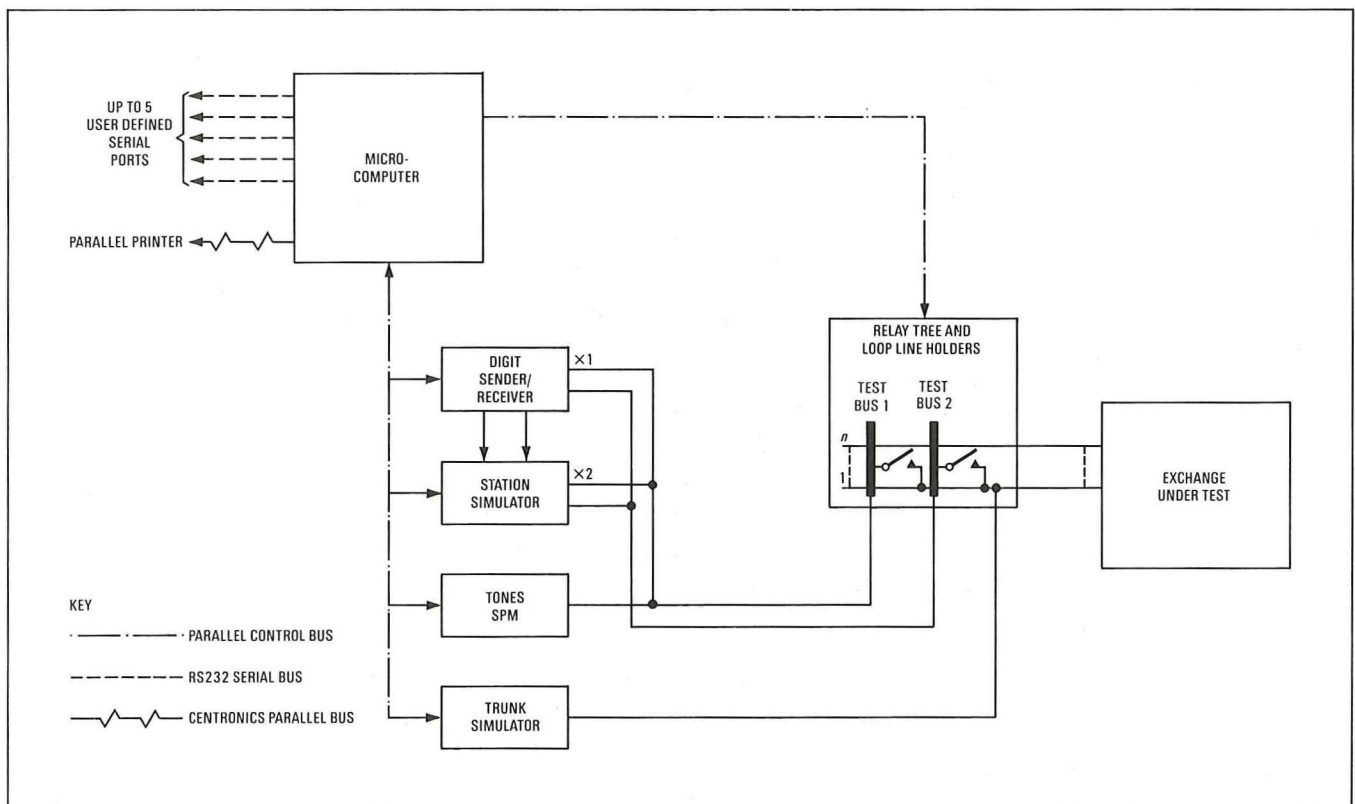 UP TO 5
USER DEFINED
SERIAL
PORTS
MICRO-
COMPUTER
PARALLEL PRINTER
RELAY TREE AND
LOOP LINE HOLDERS
TEST
BUS 1
TEST
BUS 2
n
1
EXCHANGE
UNDER TEST
DIGIT
SENDER/
RECEIVER
×1
STATION
SIMULATOR
×2
TONES
SPM
TRUNK
SIMULATOR
KEY
PARALLEL CONTROL BUS
RS232 SERIAL BUS
CENTRONICS PARALLEL BUS